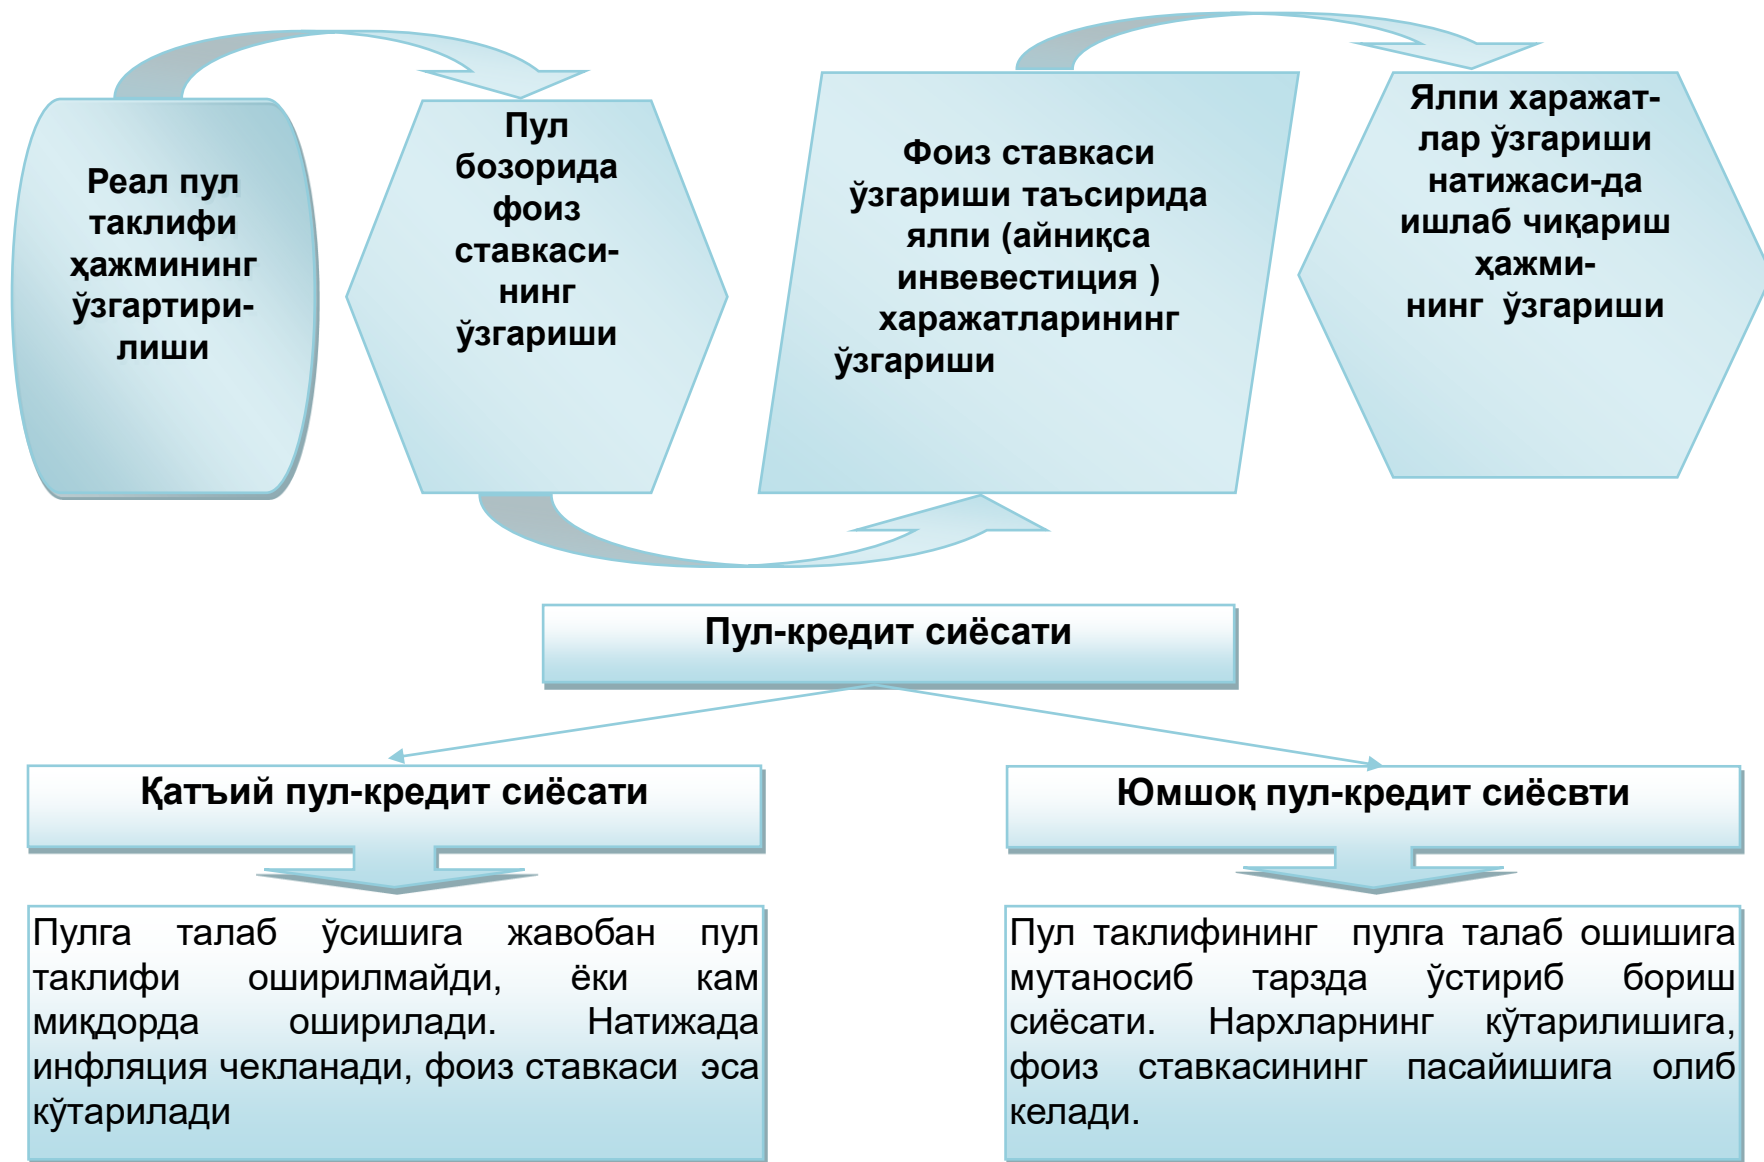 Реал пул
таклифи
ҳажмининг
ўзгартири-
лиши
Пул
бозорида
фоиз
ставкаси-
нинг
ўзгариши
Фоиз ставкаси
ўзгариши таъсирида
ялпи (айниқса
инвевестиция )
харажатларининг
ўзгариши
Ялпи харажат-
лар ўзгариши
натижаси-да
ишлаб чиқариш
ҳажми-
нинг ўзгариши
Пул-кредит сиёсати
Қатъий пул-кредит сиёсати
Юмшоқ пул-кредит сиёсвти
Пулга талаб ўсишига жавобан пул
таклифи оширилмайди, ёки кам
миқдорда оширилади. Натижада
инфляция чекланади, фоиз ставкаси эса
кўтарилади
Пул таклифининг пулга талаб ошишига
мутаносиб тарзда ўстириб бориш
сиёсати. Нархларнинг кўтарилишига,
фоиз ставкасининг пасайишига олиб
келади.